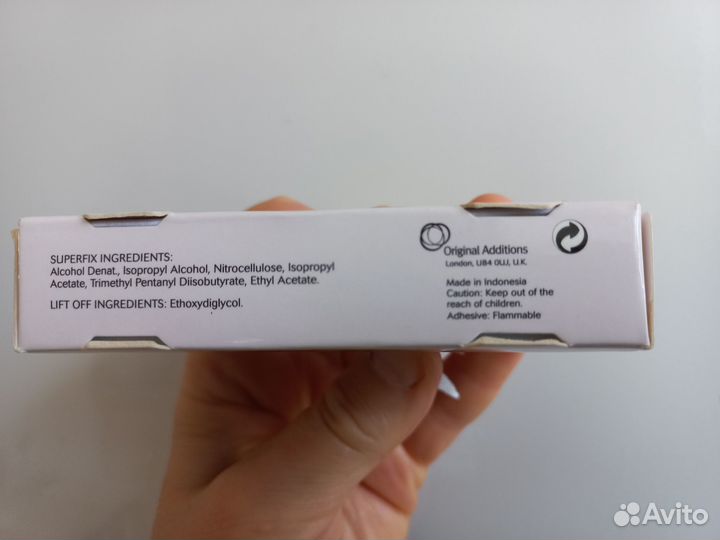 SUPERFIX INGREDIENTS:
Alcohol Denat., Isopropyl Alcohol, Nitrocellulose, Isopropyl
Acetate, Trimethyl Pentanyl Diisobutyrate, Ethyl Acetate.
LIFT OFF INGREDIENTS: Ethoxydiglycol.
Original Additions
London, UB4 0UJ, U.K.
Made in Indonesia
Caution: Keep out of the
reach of children.
Adhesive: Flammable
Avito